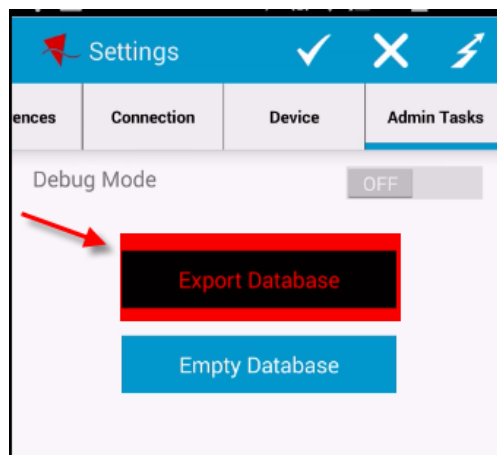 Settings
ences Connection Device Admin Tasks
Debug Mode OFF
Export Database
Empty Database